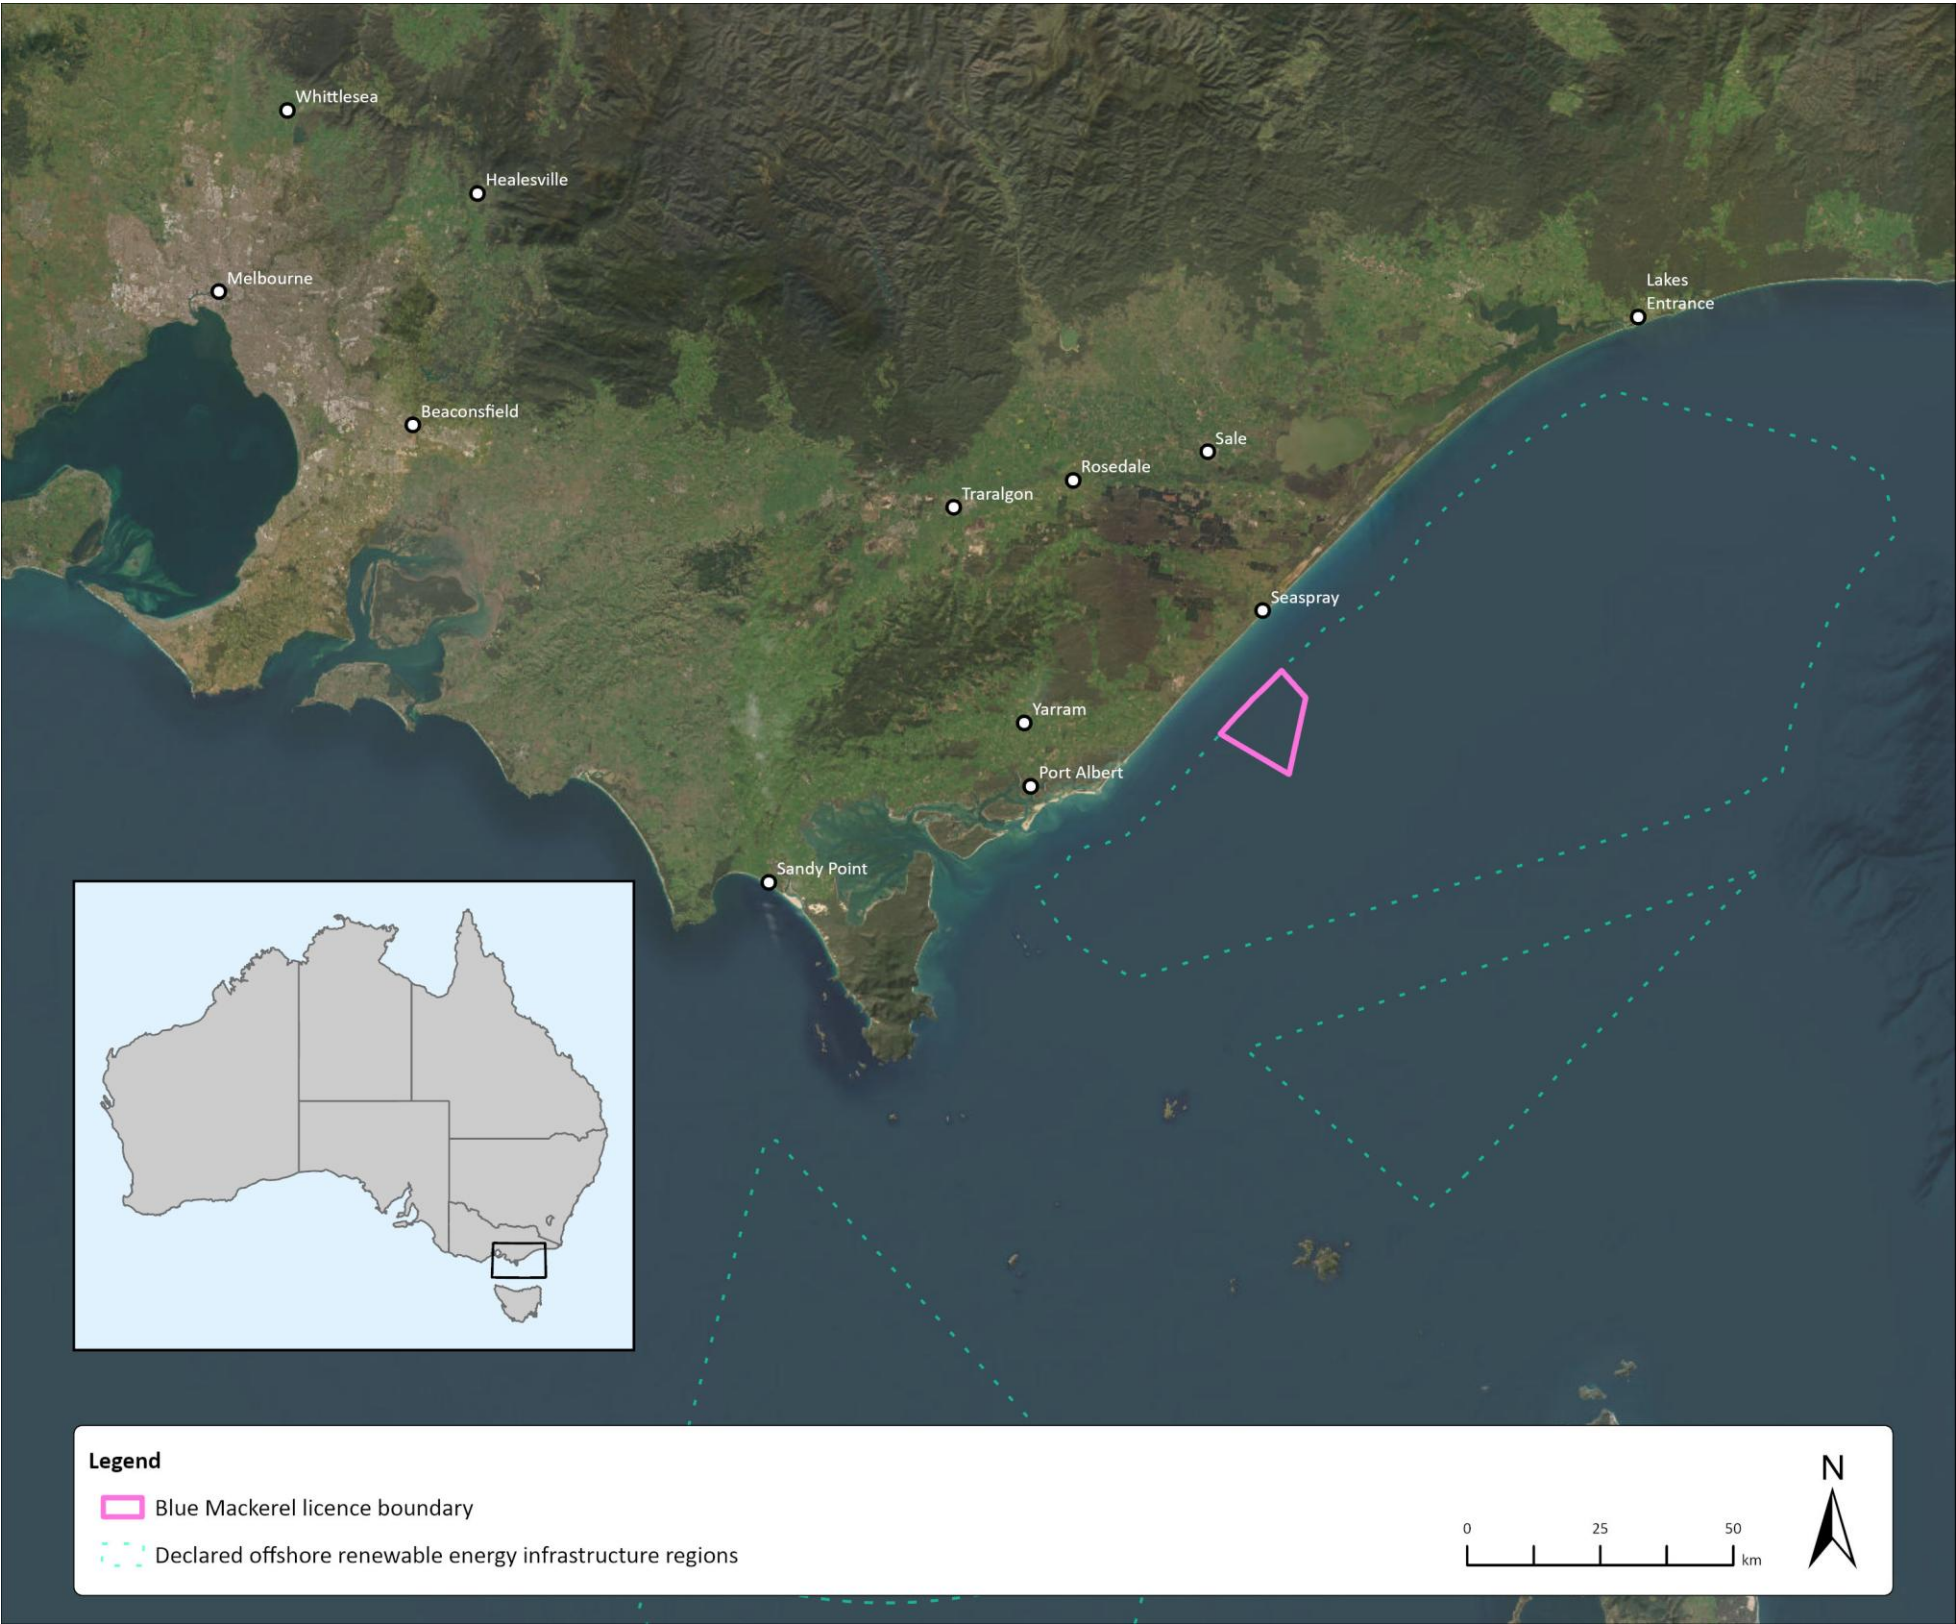 Whittlesea
Healesville
Melbourne
Lakes
Entrance
Beaconsfield
Sale
Rosedale
Traralgon
Seaspray
Yarram
Port Albert
Sandy Point
Legend
Blue Mackerel licence boundary
Declared offshore renewable energy infrastructure regions
0 25 50
km
N